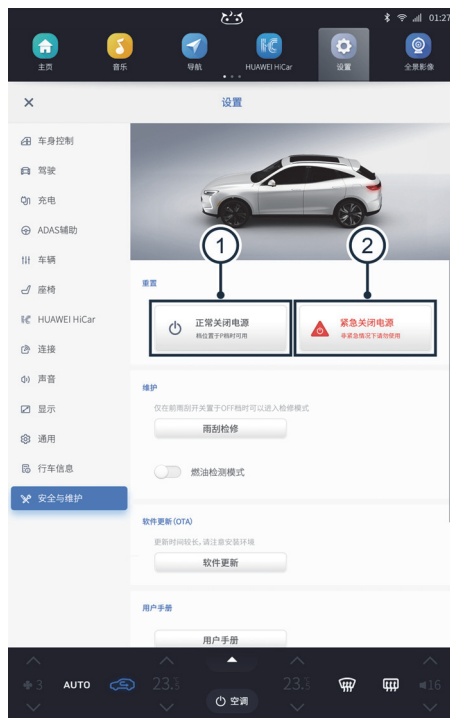 01:27
主页
音乐
导航
HUAWEI HiCar
设置
全景影像
设置
车身控制
驾驶
充电
ADAS辅助
车辆
座椅
HUAWEI HiCar
连接
声音
显示
通用
行车信息
安全与维护
1
2
重置
正常关闭电源
档位置于P档时可用
紧急关闭电源
非紧急情况下请勿使用
维护
仅在前雨刮开关置于OFF档时可以进入检修模式
雨刮检修
燃油检测模式
软件更新(OTA)
更新时间较长,请注意安装环境
软件更新
用户手册
用户手册
3
AUTO
23.5
空调
23.5
16